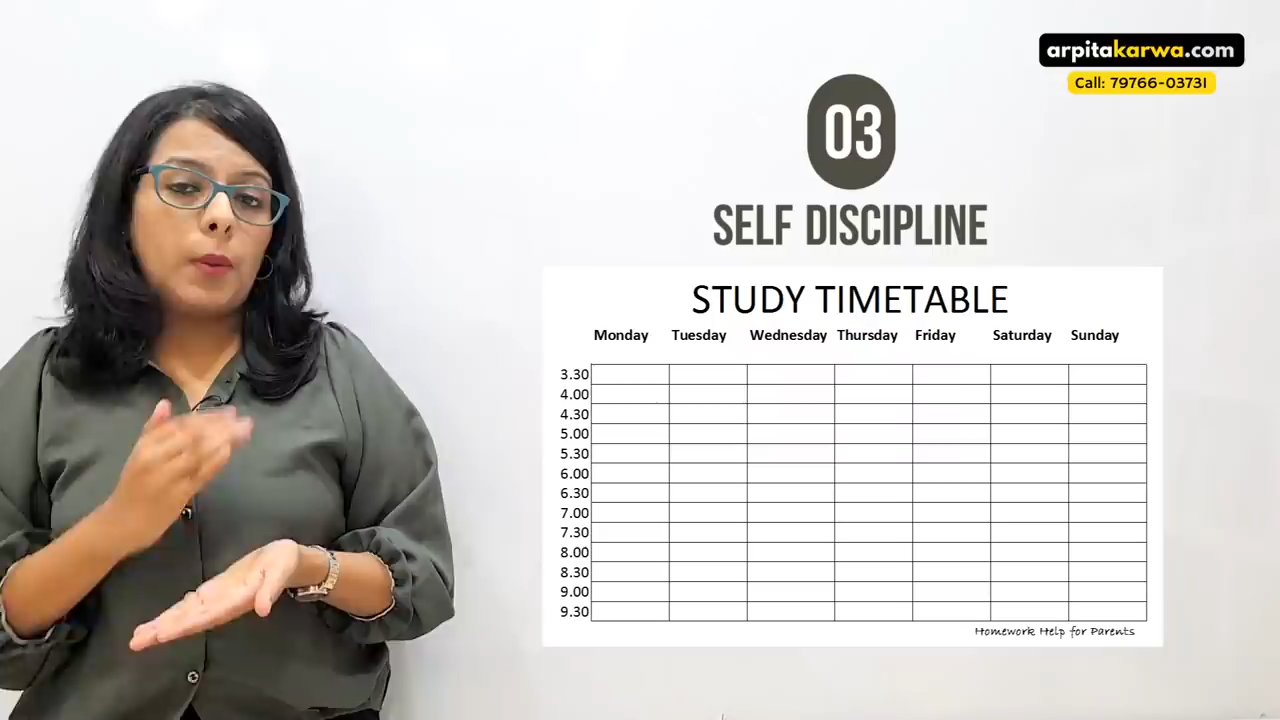 arpitakarwa.com
Call: 79766-03731
03
SELF DISCIPLINE
STUDY TIMETABLE
Monday Tuesday Wednesday Thursday Friday Saturday Sunday
3.30
4.00
4.30
5.00
5.30
6.00
6.30
7.00
7.30
8.00
8.30
9.00
9.30
Homework Help for Parents